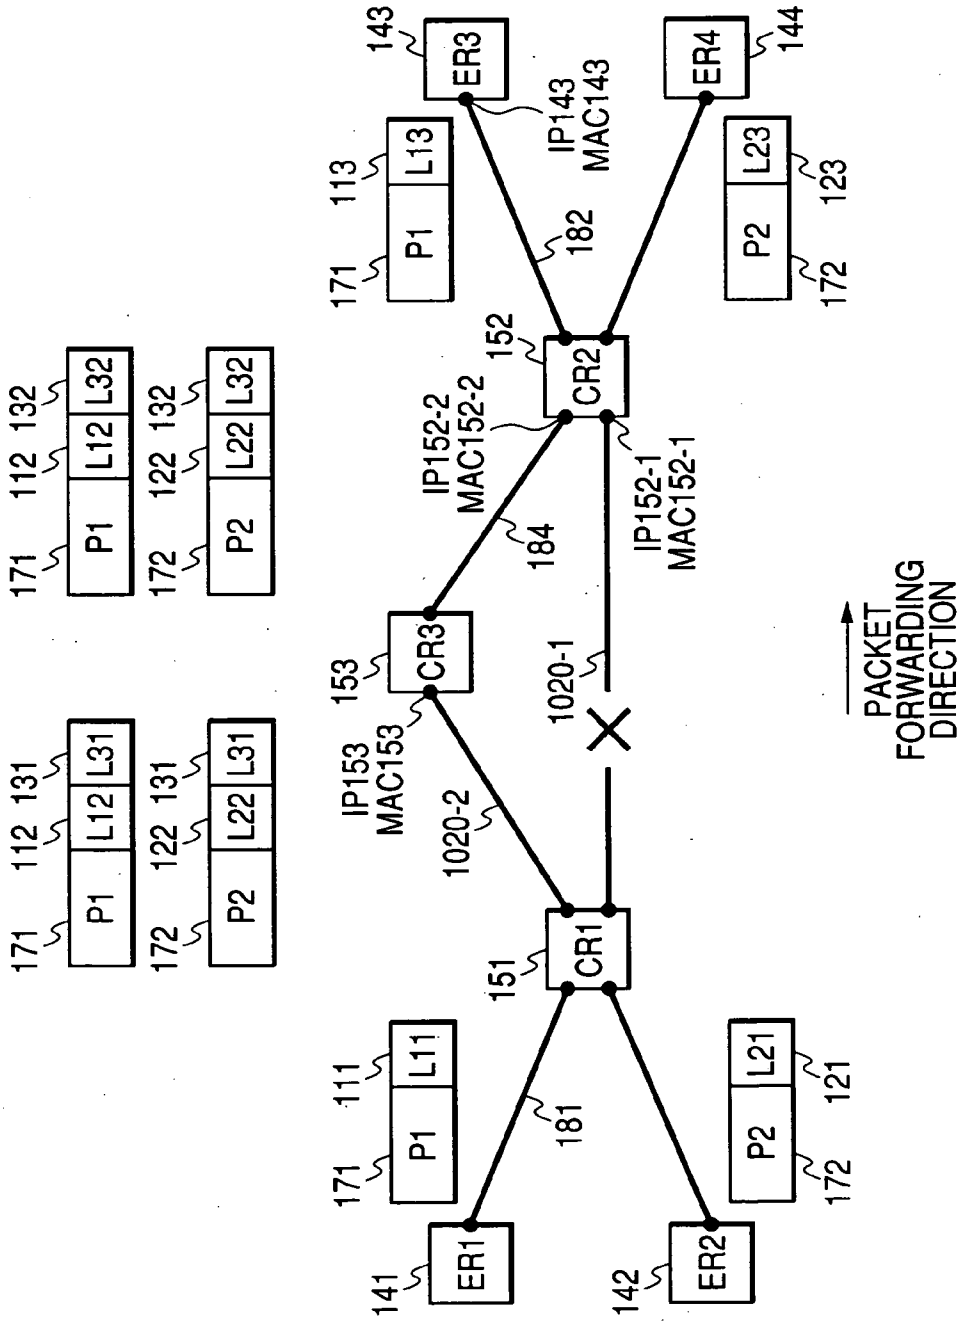 171 112 131
P1 L12 L31
172 122 131
P2 L22 L31
171 112 132
P1 L12 L32
172 122 132
P2 L22 L32
141
ER1
171 111
P1 L11
181
142
ER2
172 121
P2 L21
151
CR1
1020-2
IP153
MAC153
153
CR3
184
IP152-2
MAC152-2
152
CR2
1020-1
IP152-1
MAC152-1
171 113
P1 L13
182
143
ER3
IP143
MAC143
144
ER4
172 123
P2 L23
PACKET
FORWARDING
DIRECTION